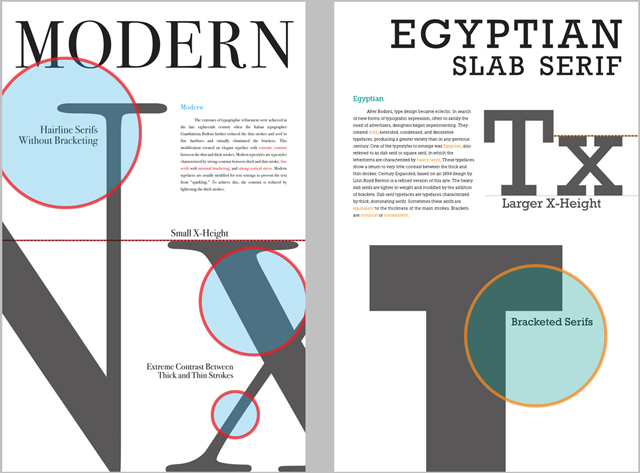 MODERN
Hairline Serifs
Without Bracketing
Modern
The extremes of typographic refinement were achieved in
the late eighteenth century when the Italian typographer
Giambattista Bodoni further reduced the thin strokes and serif to
fine hairlines and virtually eliminated the brackets. This
modification created an elegant typeface with extreme contrast
between the thin and thick strokes. Modern typestyles are typestyles
characterized by strong contrast between thick and thin stroke, fine
serifs with minimal bracketing, and strong vertical stress. Modern
typefaces are usually modified for text settings to prevent the text
from "sparkling." To achieve this, the contrast is reduced by
lightening the thick strokes.
Small X-Height
Extreme Contrast Between
Thick and Thin Strokes
N
x
EGYPTIAN
SLAB SERIF
Egyptian
After Bodoni, type design became eclectic. In search
of new forms of typographic expression, often to satisfy the
need of advertisers, designers began experimenting. They
created bold, extended, condensed, and decorative
typefaces, producing a greater variety than in any previous
century. One of the typestyles to emerge was Egyptian, also
referred to as slab serif or square serif, in which the
letterforms are characterized by heavy serifs. These typefaces
show a return to very little contrast between the thick and
thin strokes. Century Expanded, based on an 1894 design by
Linn Boyd Benton is a refined version of this syle. The heavy
slab serifs are lighter in weight and modified by the addition
of brackets. Slab serif typefaces are typefaces characterized
by thick, dominating serifs. Sometimes these serifs are
equivalent to the thickness of the main strokes. Brackets
are minimal or nonexistent.
Tx
Larger X-Height
T
Bracketed Serifs